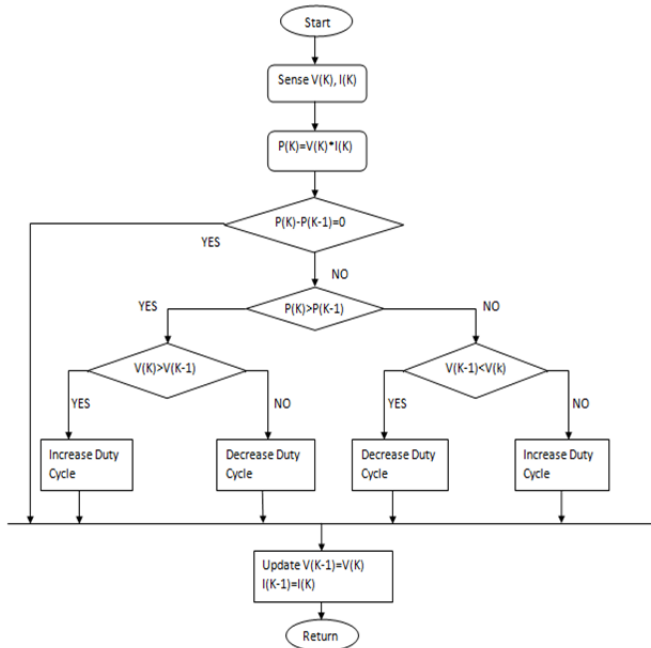 Start
Sense V(K), I(K)
P(K)=V(K)*I(K)
P(K)-P(K-1)=0
YES
NO
P(K)>P(K-1)
YES
NO
V(K)>V(K-1)
V(K-1)<V(k)
YES
NO
YES
NO
Increase Duty
Cycle
Decrease Duty
Cycle
Decrease Duty
Cycle
Increase Duty
Cycle
Update V(K-1)=V(K)
I(K-1)=I(K)
Return